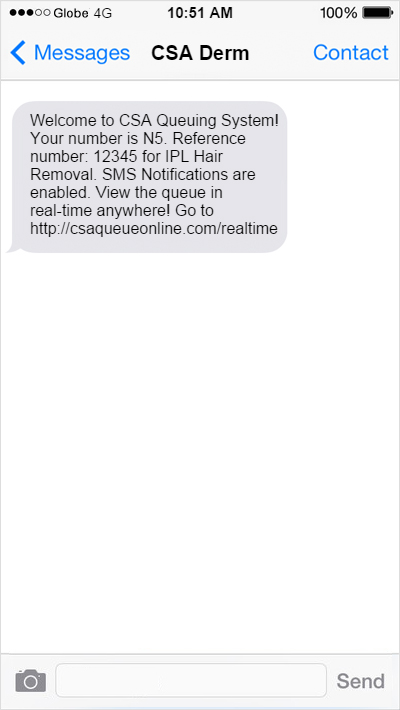 Globe 4G 10:51 AM 100%
Messages CSA Derm Contact
Welcome to CSA Queuing System!
Your number is N5. Reference
number: 12345 for IPL Hair
Removal. SMS Notifications are
enabled. View the queue in
real-time anywhere! Go to
http://csaqueueonline.com/realtime
Send